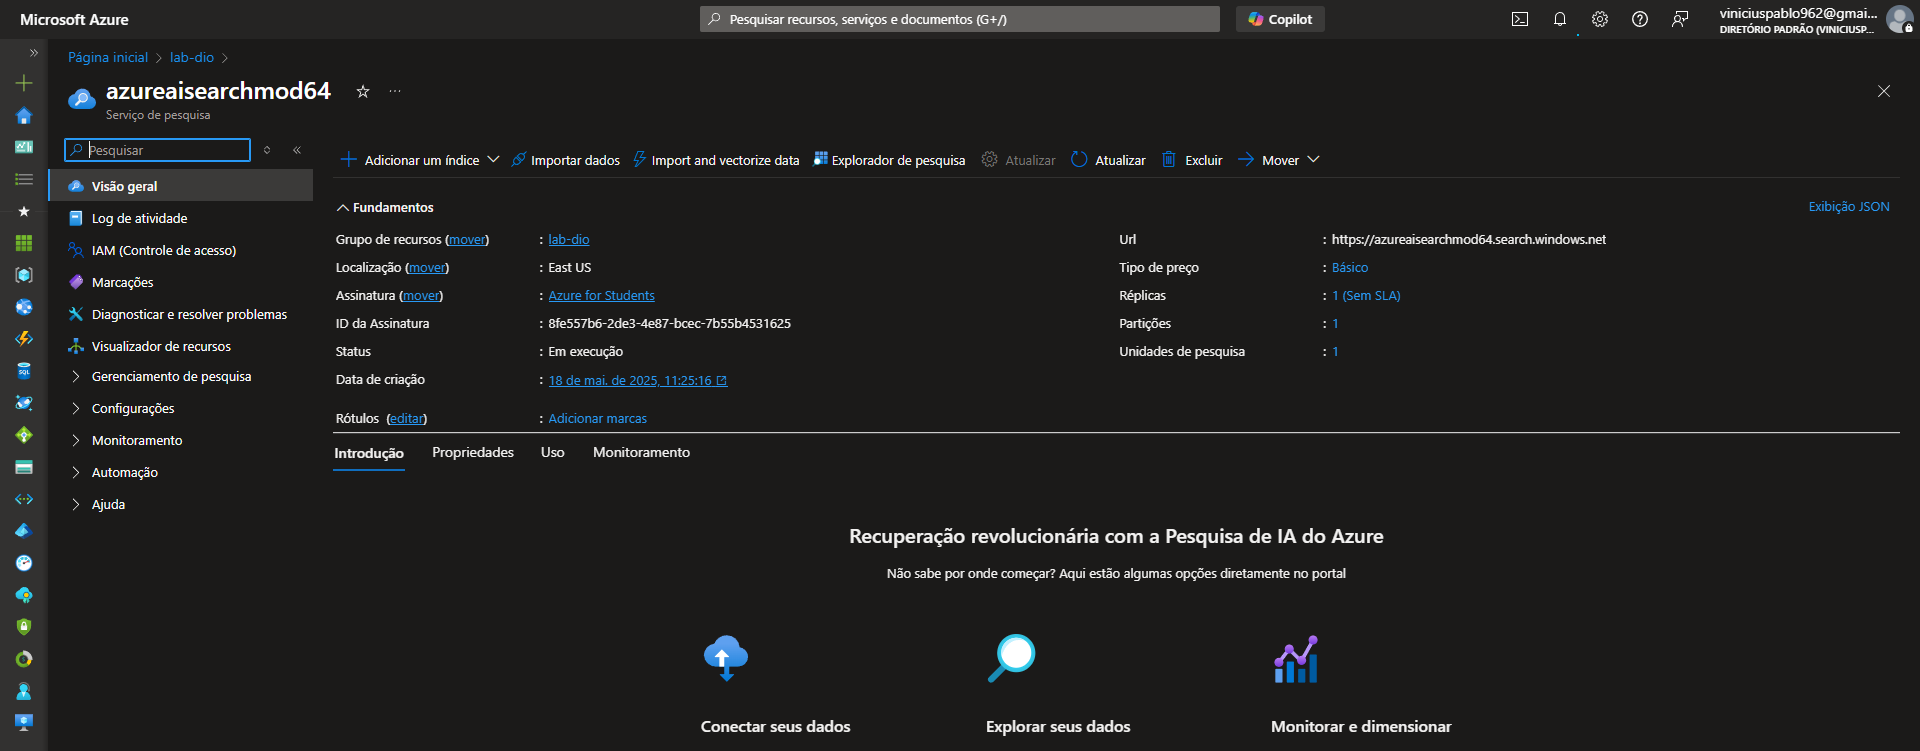 Microsoft Azure
Pesquisar recursos, serviços e documentos (G+/)
Copilot
viniciuspablo962@gmai...
DIRETÓRIO PADRÃO (VINICIUSP...
Página inicial > lab-dio >
azureaisearchmod64
Serviço de pesquisa
Pesquisar
Visão geral
Log de atividade
IAM (Controle de acesso)
Marcações
Diagnosticar e resolver problemas
Visualizador de recursos
Gerenciamento de pesquisa
Configurações
Monitoramento
Automação
Ajuda
Adicionar um índice Importar dados Import and vectorize data Explorador de pesquisa Atualizar Atualizar Excluir Mover
Fundamentos
Exibição JSON
Grupo de recursos (mover) : lab-dio
Localização (mover) : East US
Assinatura (mover) : Azure for Students
ID da Assinatura : 8fe557b6-2de3-4e87-bcec-7b55b4531625
Status : Em execução
Data de criação : 18 de mai. de 2025, 11:25:16
Rótulos (editar) : Adicionar marcas
Url : https://azureaisearchmod64.search.windows.net
Tipo de preço : Básico
Réplicas : 1 (Sem SLA)
Partições : 1
Unidades de pesquisa : 1
Introdução Propriedades Uso Monitoramento
Recuperação revolucionária com a Pesquisa de IA do Azure
Não sabe por onde começar? Aqui estão algumas opções diretamente no portal
Conectar seus dados
Explorar seus dados
Monitorar e dimensionar